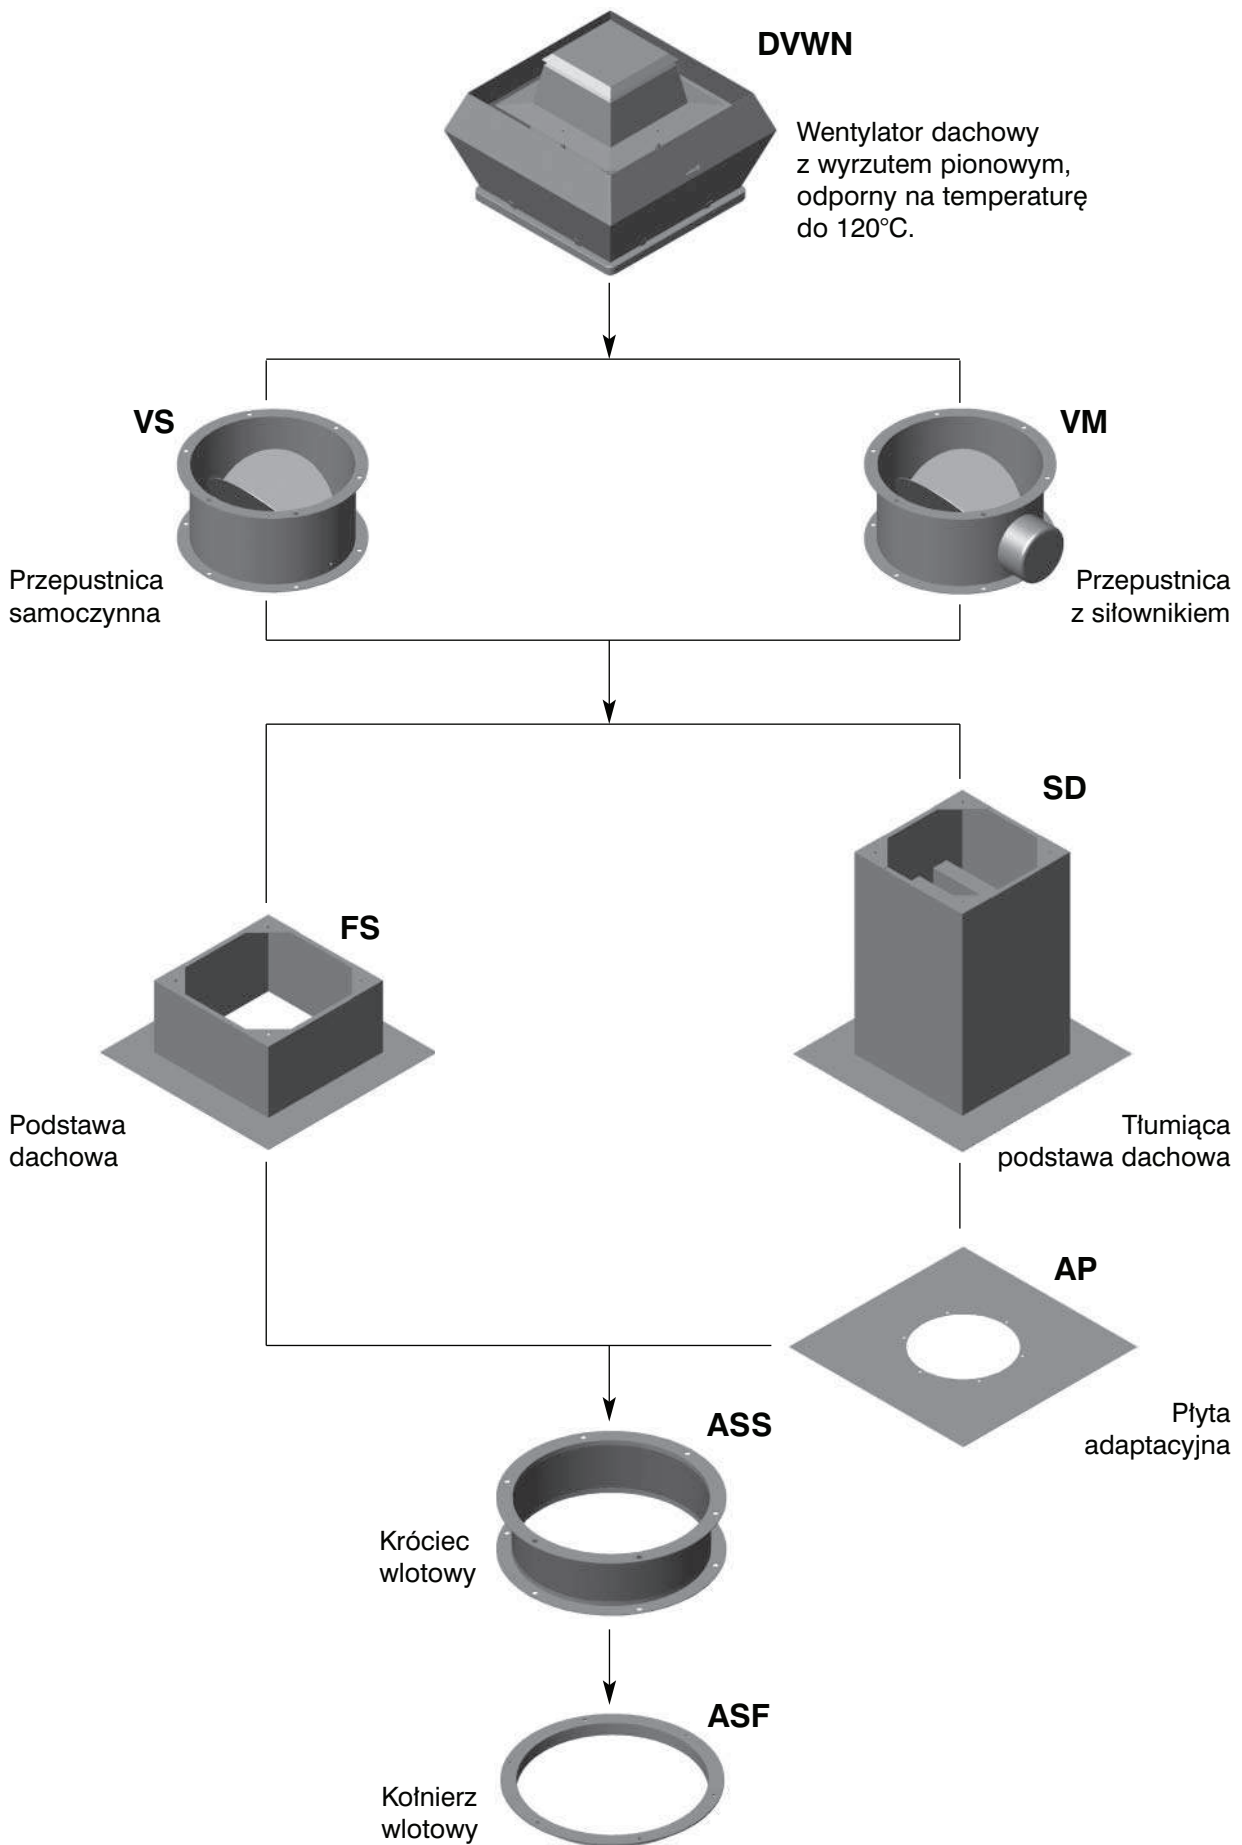 DVWN
Wentylator dachowy
z wyrzutem pionowym,
odporny na temperaturę
do 120°C.
VS
Przepustnica
samoczynna
VM
Przepustnica
z siłownikiem
FS
Podstawa
dachowa
SD
Tłumiąca
podstawa dachowa
AP
Płyta
adaptacyjna
ASS
Króciec
wlotowy
ASF
Kołnierz
wlotowy